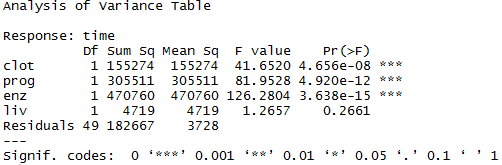 Analysis of Variance Table
Response: time
Df Sum Sq Mean Sq F value Pr(>F)
clot 1 155274 155274 41.6520 4.656e-08 ***
prog 1 305511 305511 81.9528 4.920e-12 ***
enz 1 470760 470760 126.2804 3.638e-15 ***
liv 1 4719 4719 1.2657 0.2661
Residuals 49 182667 3728
---
Signif. codes: 0 ‘***’ 0.001 ‘**’ 0.01 ‘*’ 0.05 ‘.’ 0.1 ‘ ’ 1